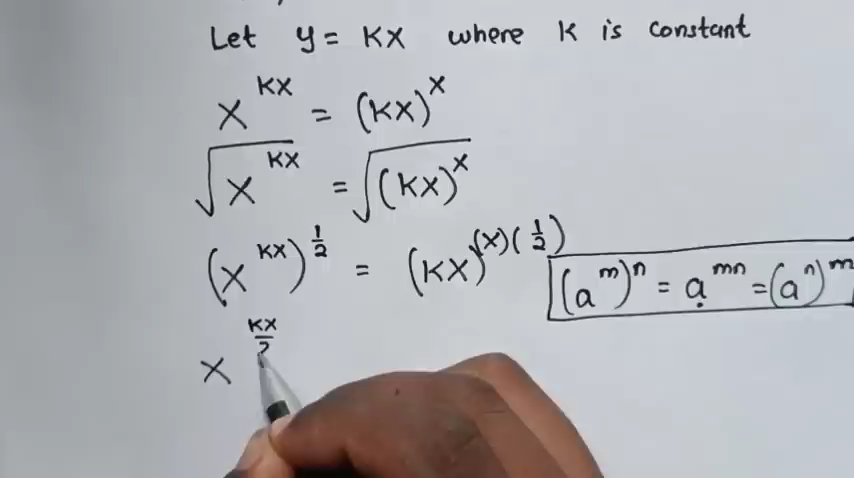 Let y = KX where K is constant
X^{KX} = (KX)^X
√(X^{KX}) = √((KX)^X)
(X^{KX})^{1/2} = (KX)^{(X)(1/2)}
(a^m)^n = a^{mn} = (a^n)^m
X^{KX/2}